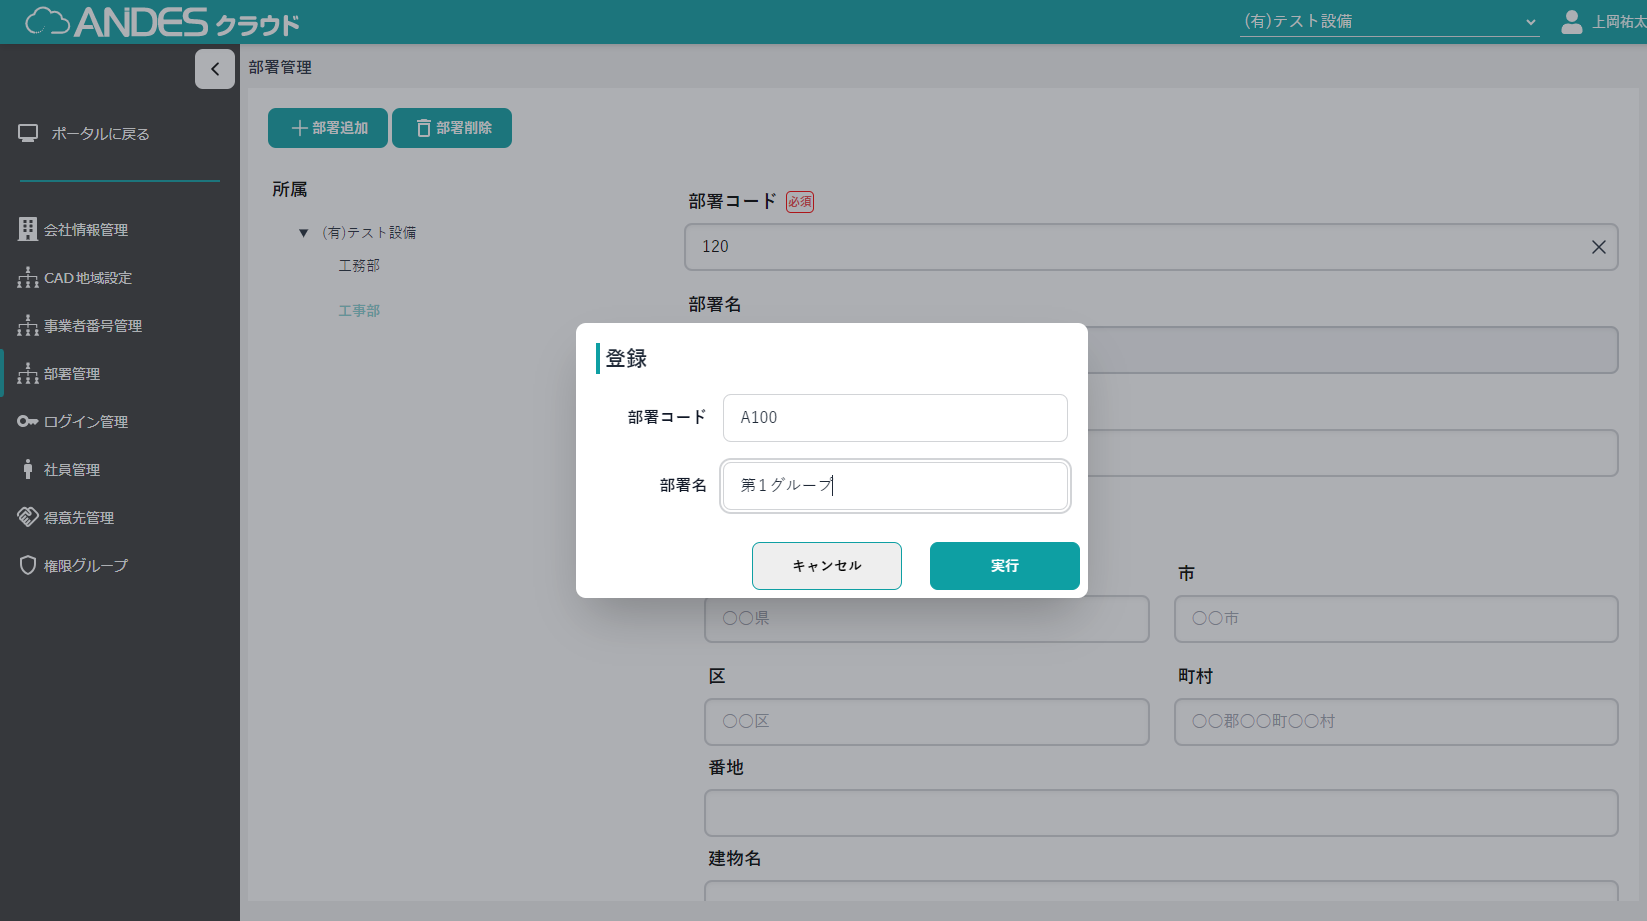 ANDES クラウド
(有)テスト設備
上岡祐太
部署管理
ポータルに戻る
会社情報管理
CAD地域設定
事業者番号管理
部署管理
ログイン管理
社員管理
得意先管理
権限グループ
部署追加
部署削除
所属
▼ (有)テスト設備
工務部
工事部
部署コード 必須
120
部署名
登録
部署コード
A100
部署名
第1グループ
キャンセル
実行
市
〇〇県
〇〇市
区
町村
〇〇区
〇〇郡〇〇町〇〇村
番地
建物名